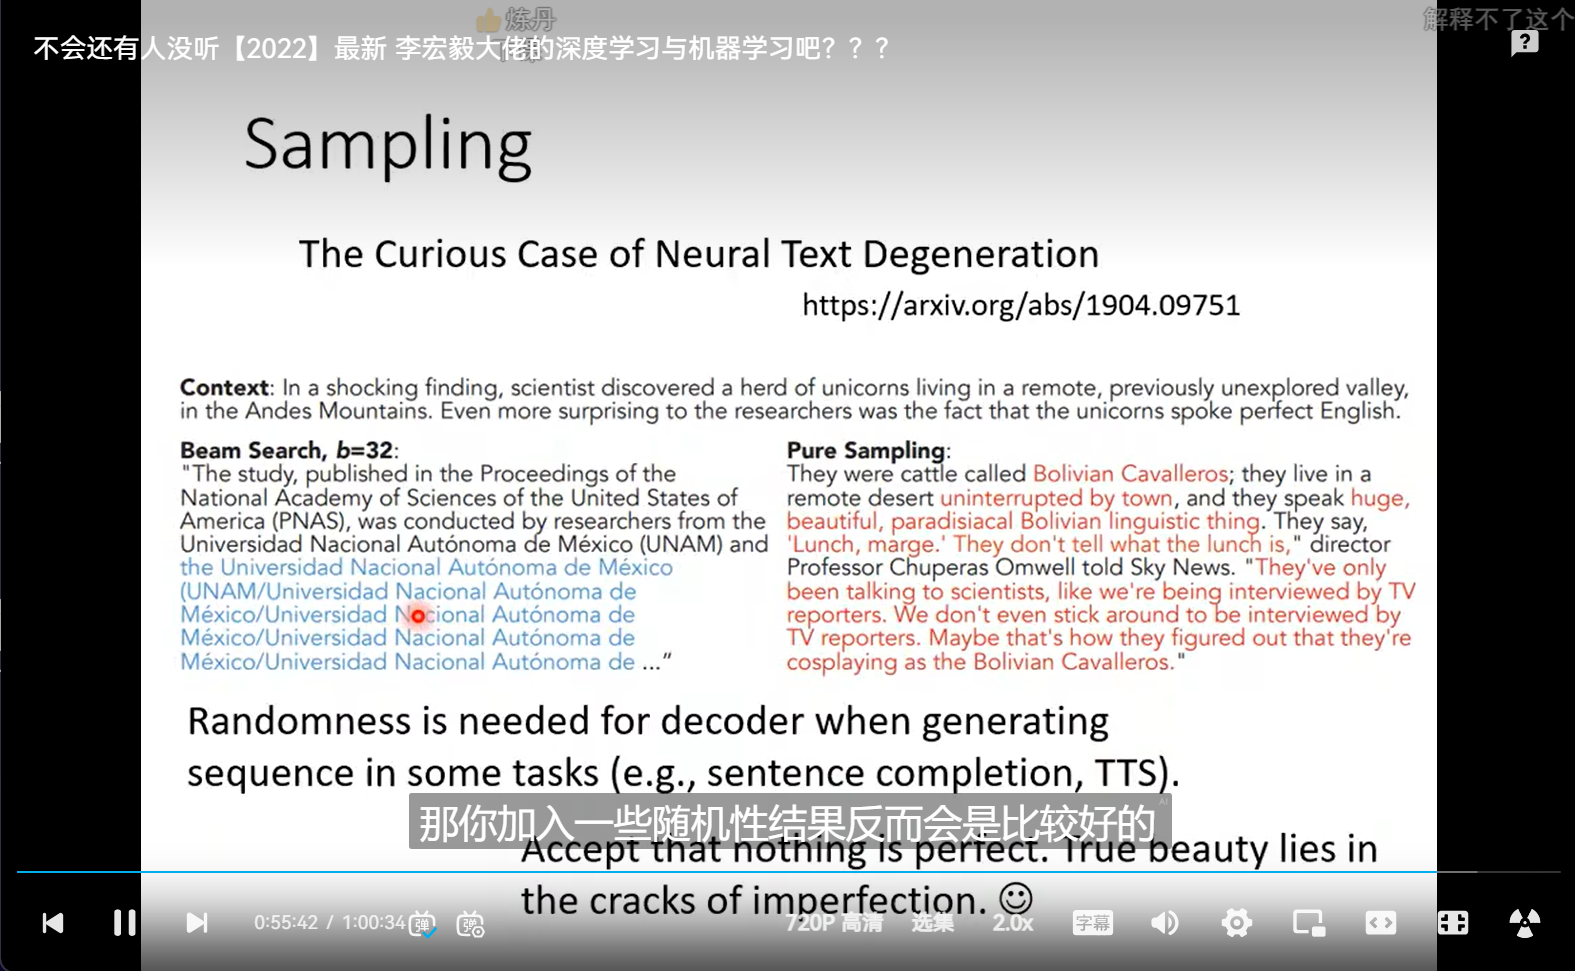 👍炼丹
解释不了这个
不会还有人没听【2022】最新 李宏毅大佬的深度学习与机器学习吧？？？
Sampling
The Curious Case of Neural Text Degeneration
https://arxiv.org/abs/1904.09751
Context: In a shocking finding, scientist discovered a herd of unicorns living in a remote, previously unexplored valley,
in the Andes Mountains. Even more surprising to the researchers was the fact that the unicorns spoke perfect English.
Beam Search, b=32:
"The study, published in the Proceedings of the
National Academy of Sciences of the United States of
America (PNAS), was conducted by researchers from the
Universidad Nacional Autónoma de México (UNAM) and
the Universidad Nacional Autónoma de México
(UNAM/Universidad Nacional Autónoma de
México/Universidad Nacional Autónoma de
México/Universidad Nacional Autónoma de
México/Universidad Nacional Autónoma de ..."
Pure Sampling:
They were cattle called Bolivian Cavalleros; they live in a
remote desert uninterrupted by town, and they speak huge,
beautiful, paradisiacal Bolivian linguistic thing. They say,
'Lunch, marge.' They don't tell what the lunch is," director
Professor Chuperas Omwell told Sky News. "They've only
been talking to scientists, like we're being interviewed by TV
reporters. We don't even stick around to be interviewed by
TV reporters. Maybe that's how they figured out that they're
cosplaying as the Bolivian Cavalleros."
Randomness is needed for decoder when generating
sequence in some tasks (e.g., sentence completion, TTS).
那你加入一些随机性结果反而会是比较好的
AI
Accept that nothing is perfect. True beauty lies in
the cracks of imperfection. ☺
0:55:42 / 1:00:34
弹
弹
720P 高清
选集
2.0x
字幕